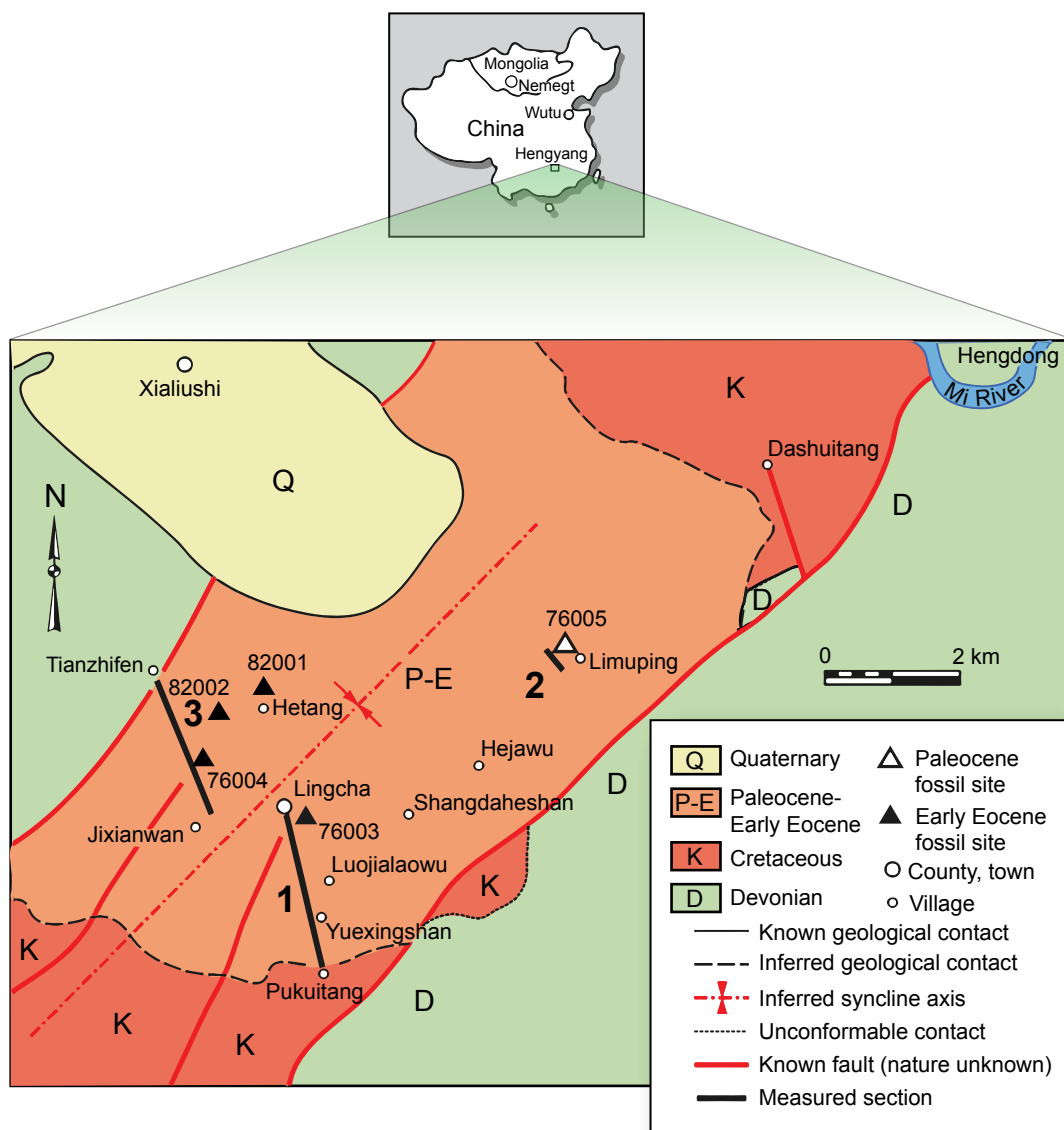 Mongolia
Nemegt
Wutu
China
Hengyang
Hengdong
Mi River
Xialiushi
K
Dashuitang
Q
N
D
D
76005
Tianzhifen
82001
P-E
Limuping
0 2 km
82002
2
3
Hetang
Hejawu
76004
Lingcha
Shangdaheshan
76003
Jixianwan
D
Luojialaowu
K
1
Yuexingshan
K
Pukuitang
D
K
K
Q Quaternary
P-E Paleocene-
Early Eocene
K Cretaceous
D Devonian
Paleocene
fossil site
Early Eocene
fossil site
County, town
Village
Known geological contact
Inferred geological contact
Inferred syncline axis
Unconformable contact
Known fault (nature unknown)
Measured section